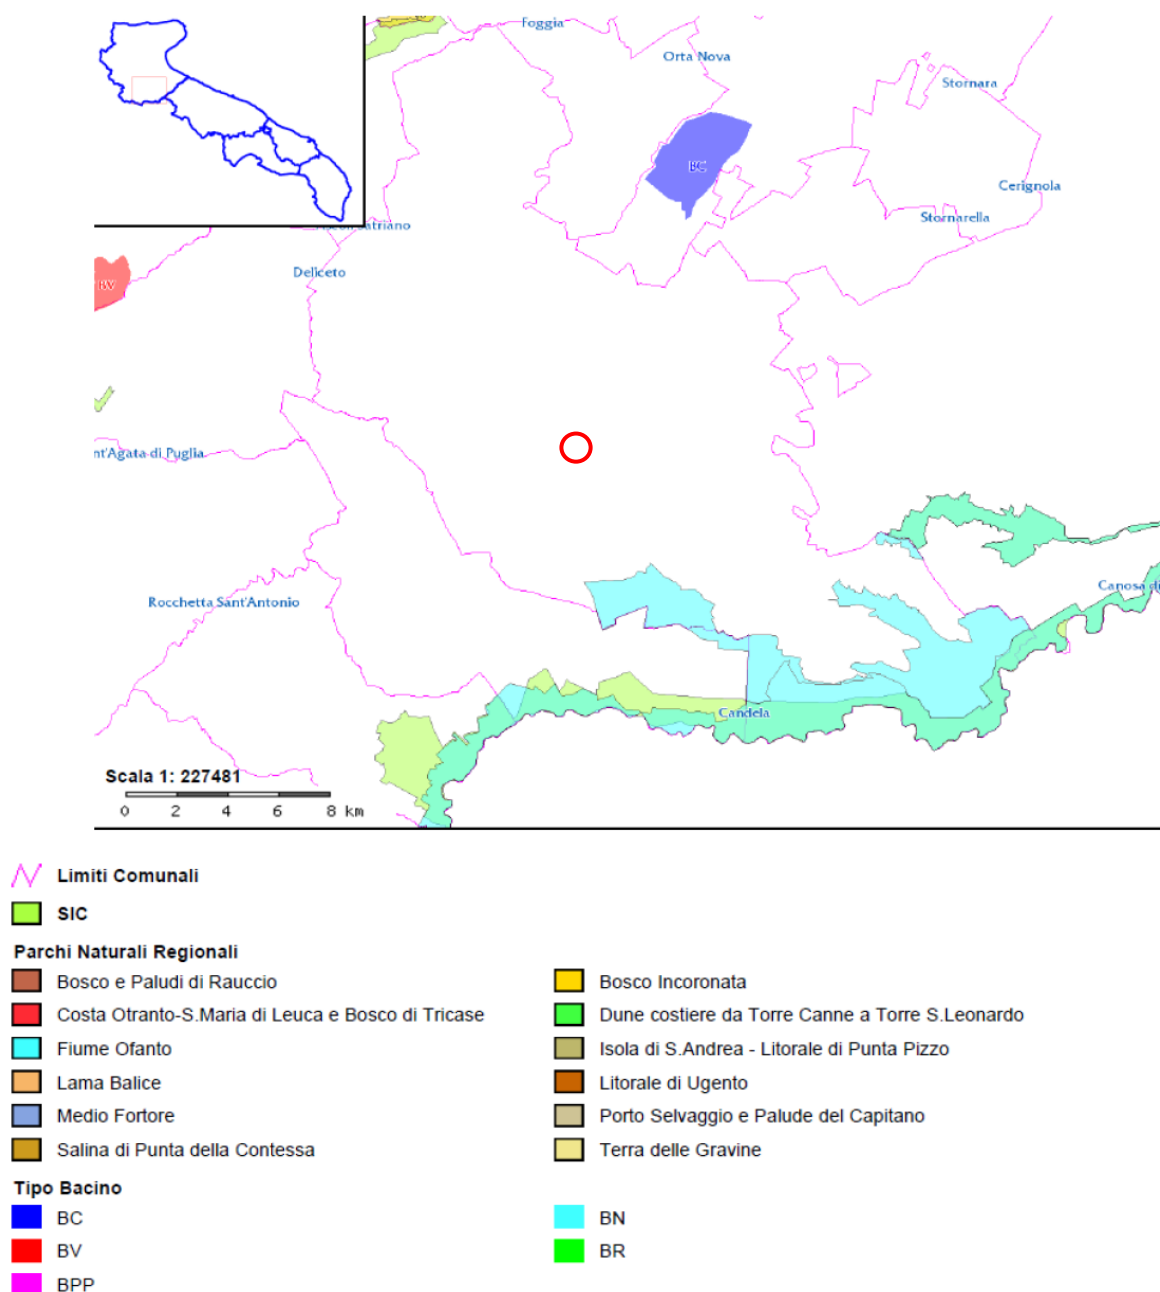 Foggia
Orta Nova
Stornara
BC
Cerignola
Stornarella
Deliceto
BV
nt'Agata di Puglia
Canosa di
Rocchetta Sant'Antonio
Candela
Scala 1: 227481
0 2 4 6 8 km
Limiti Comunali
SIC
Parchi Naturali Regionali
Bosco e Paludi di Rauccio
Bosco Incoronata
Costa Otranto-S.Maria di Leuca e Bosco di Tricase
Dune costiere da Torre Canne a Torre S.Leonardo
Fiume Ofanto
Isola di S.Andrea - Litorale di Punta Pizzo
Lama Balice
Litorale di Ugento
Medio Fortore
Porto Selvaggio e Palude del Capitano
Salina di Punta della Contessa
Terra delle Gravine
Tipo Bacino
BC
BN
BV
BR
BPP